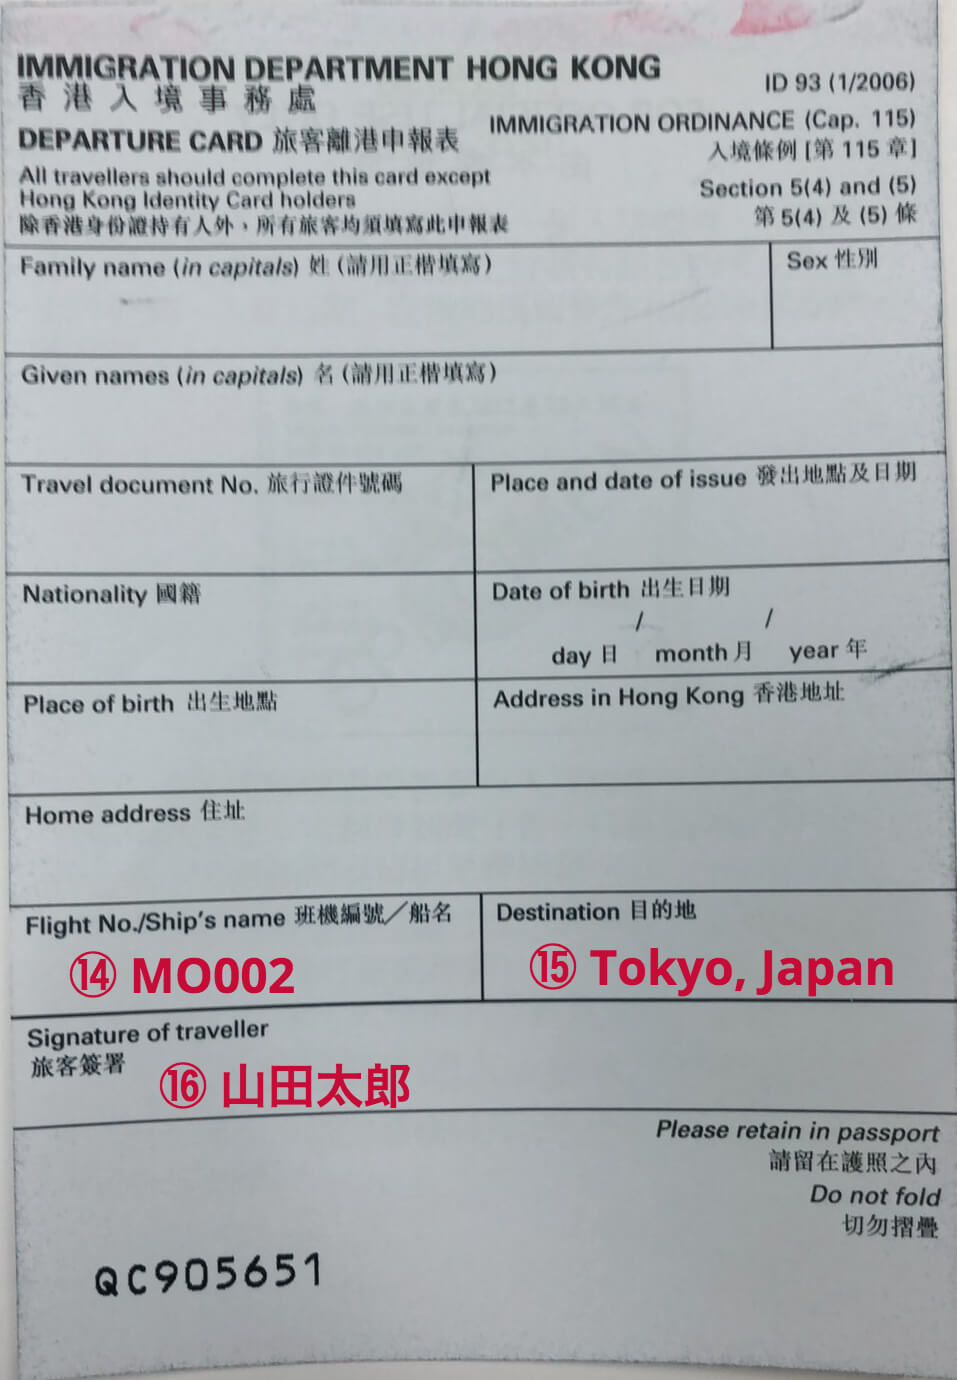 IMMIGRATION DEPARTMENT HONG KONG
香港入境事務處
ID 93 (1/2006)
IMMIGRATION ORDINANCE (Cap. 115)
入境條例 [第 115 章]
Section 5(4) and (5)
第 5(4) 及 (5) 條
DEPARTURE CARD 旅客離港申報表
All travellers should complete this card except
Hong Kong Identity Card holders
除香港身份證持有人外，所有旅客均須填寫此申報表
Family name (in capitals) 姓 (請用正楷填寫)
Sex 性別
Given names (in capitals) 名 (請用正楷填寫)
Travel document No. 旅行證件號碼
Place and date of issue 發出地點及日期
Nationality 國籍
Date of birth 出生日期
/ /
day 日 month 月 year 年
Place of birth 出生地點
Address in Hong Kong 香港地址
Home address 住址
Flight No./Ship's name 班機編號／船名
⑭ MO002
Destination 目的地
⑮ Tokyo, Japan
Signature of traveller
旅客簽署
⑯ 山田太郎
Please retain in passport
請留在護照之內
Do not fold
切勿摺疊
QC905651